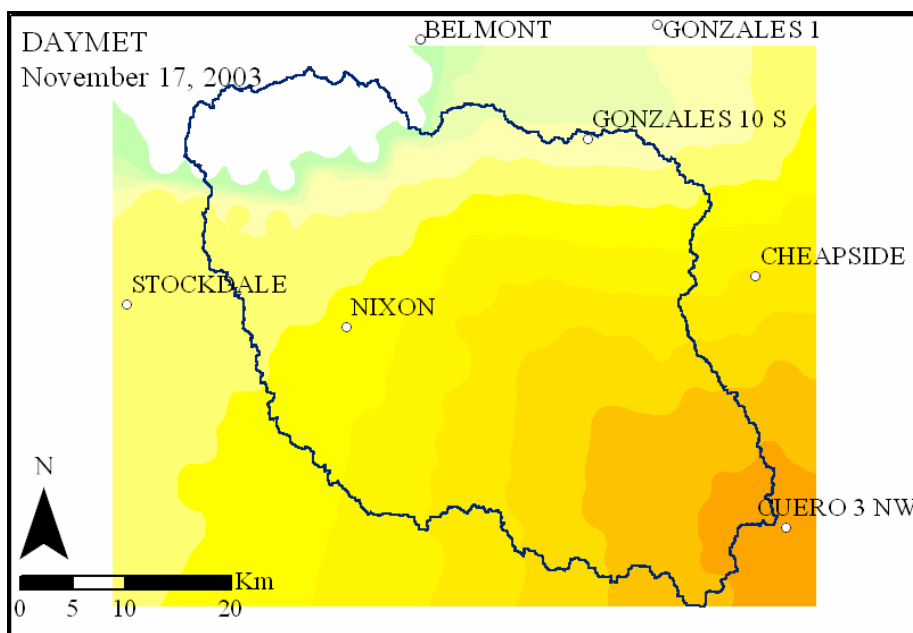 DAYMET
November 17, 2003
BELMONT
GONZALES 1
GONZALES 10 S
CHEAPSIDE
STOCKDALE
NIXON
CUERO 3 NW
N
Km
0 5 10 20